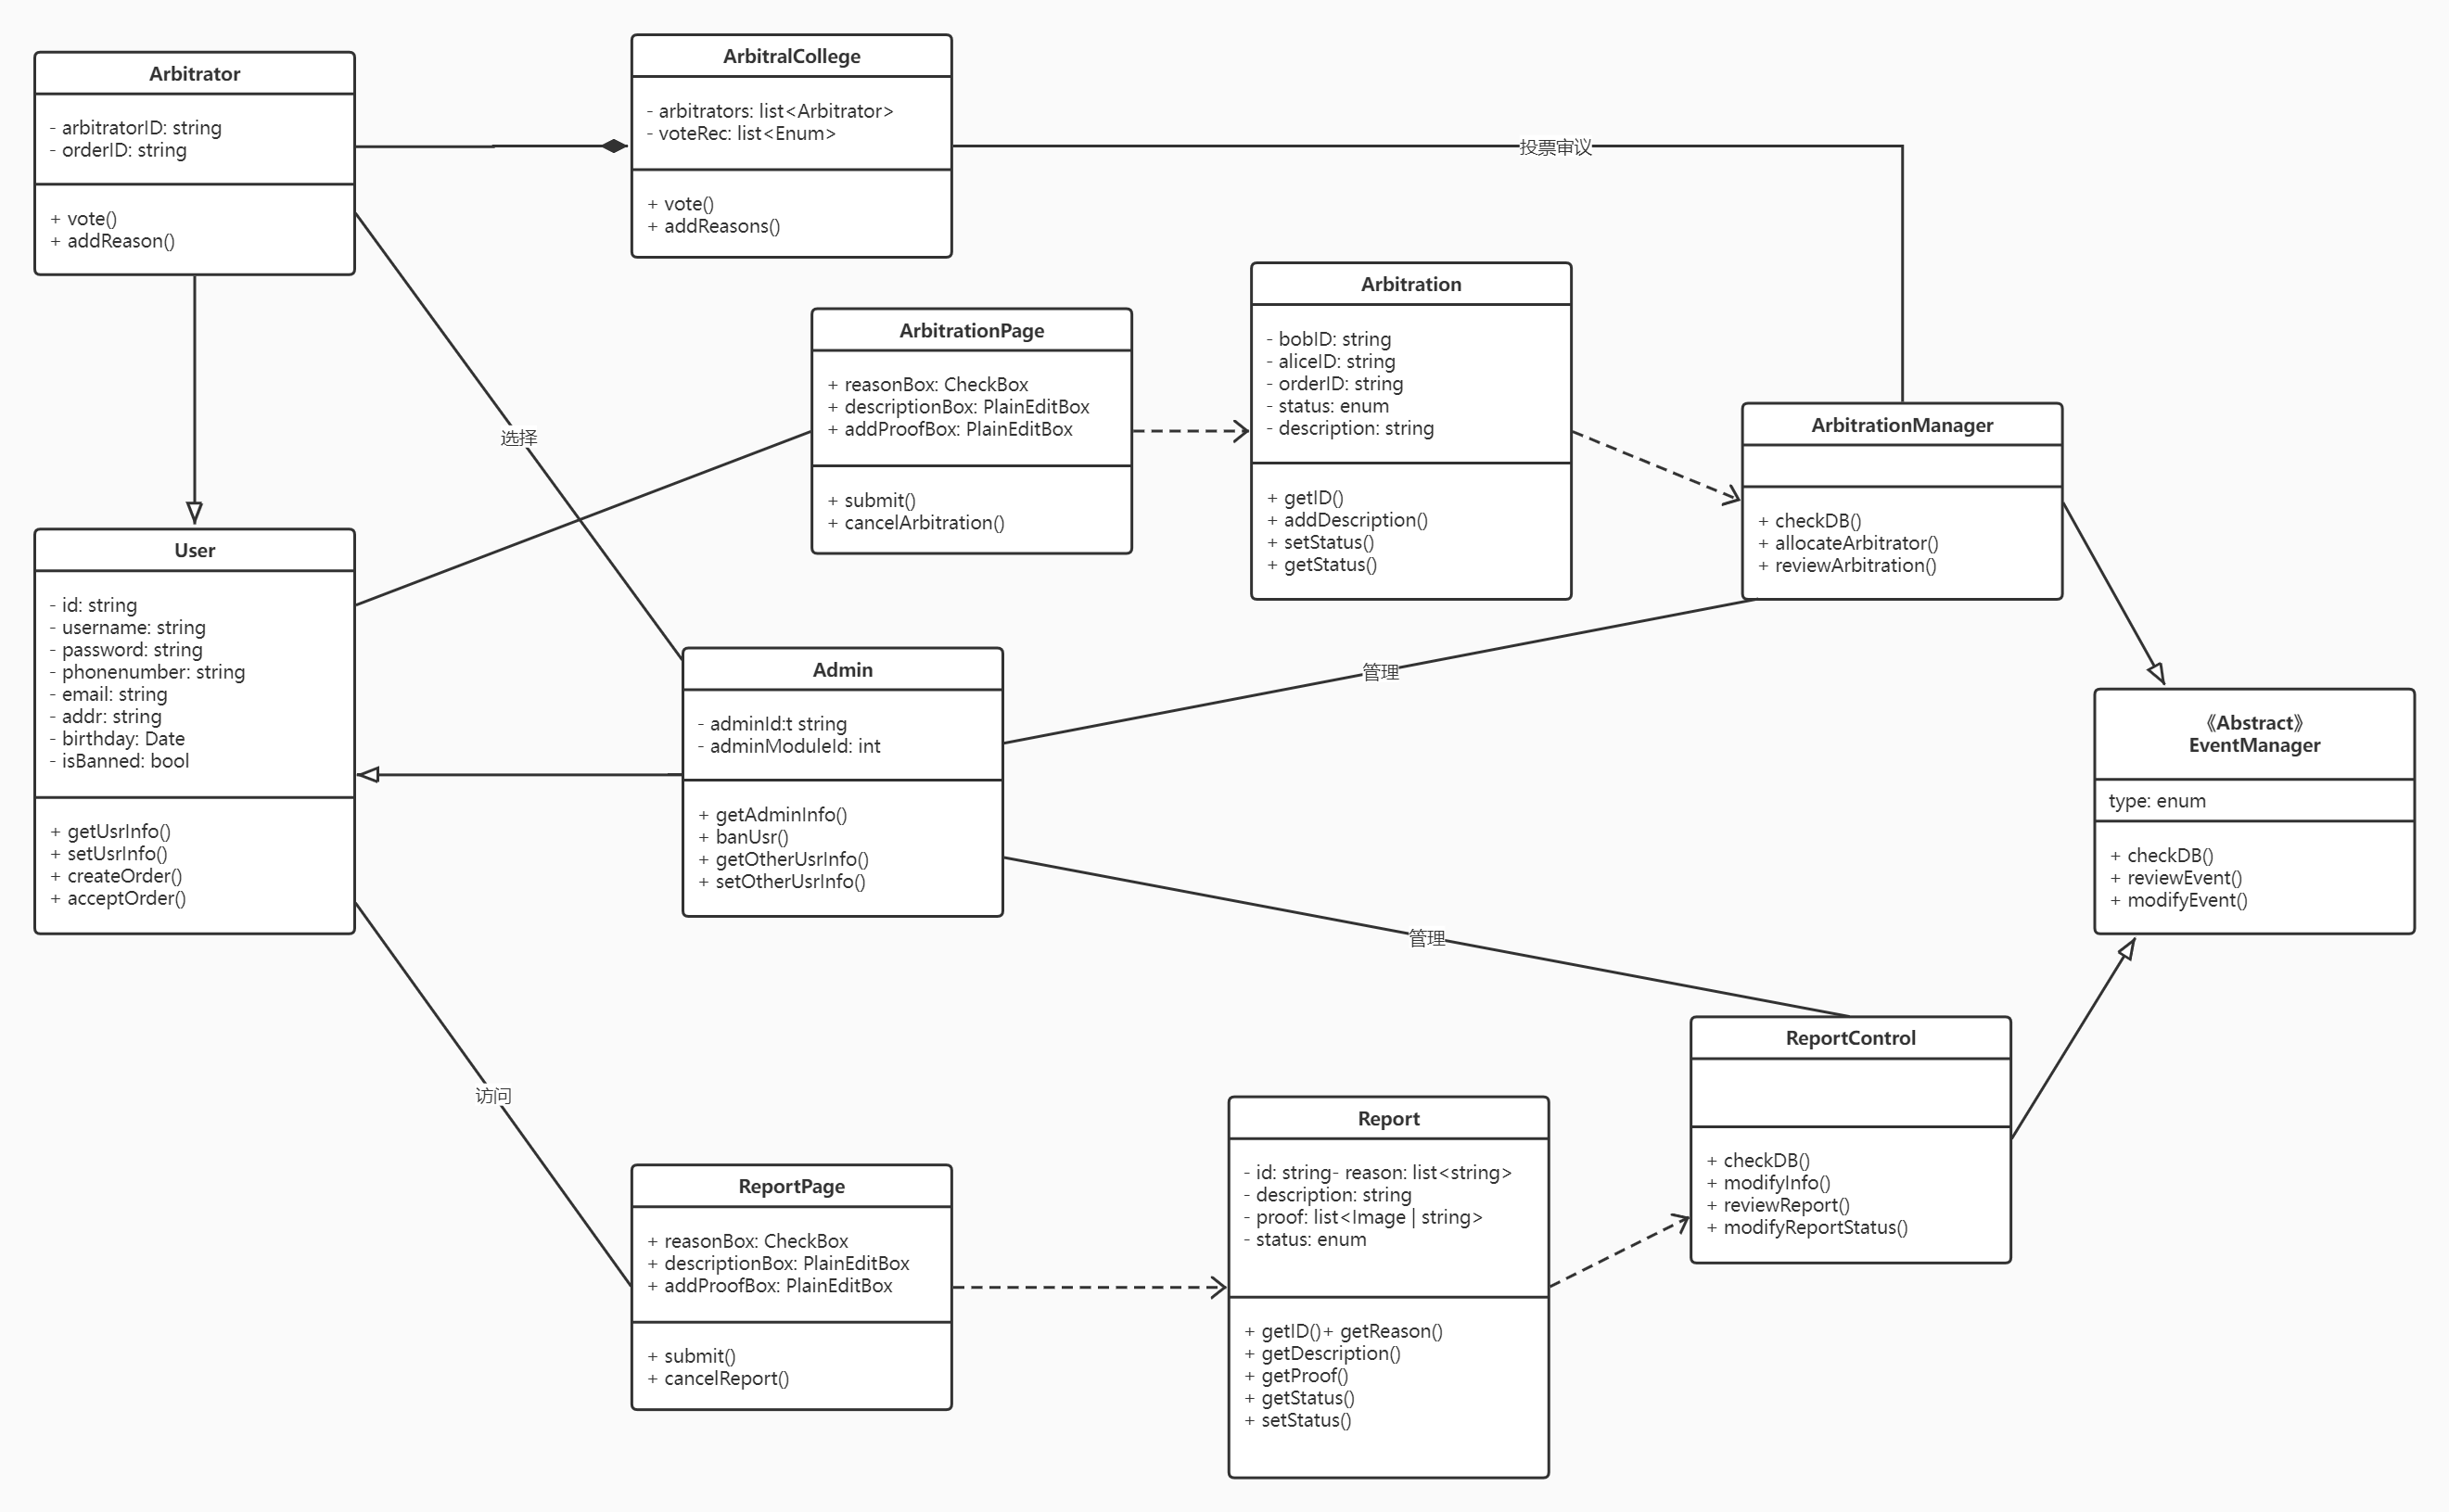 Arbitrator
- arbitratorID: string
- orderID: string
+ vote()
+ addReason()
ArbitralCollege
- arbitrators: list<Arbitrator>
- voteRec: list<Enum>
+ vote()
+ addReasons()
投票审议
Arbitration
- bobID: string
- aliceID: string
- orderID: string
- status: enum
- description: string
+ getID()
+ addDescription()
+ setStatus()
+ getStatus()
ArbitrationPage
+ reasonBox: CheckBox
+ descriptionBox: PlainEditBox
+ addProofBox: PlainEditBox
+ submit()
+ cancelArbitration()
ArbitrationManager
+ checkDB()
+ allocateArbitrator()
+ reviewArbitration()
选择
User
- id: string
- username: string
- password: string
- phonenumber: string
- email: string
- addr: string
- birthday: Date
- isBanned: bool
+ getUsrInfo()
+ setUsrInfo()
+ createOrder()
+ acceptOrder()
Admin
- adminId:t string
- adminModuleId: int
+ getAdminInfo()
+ banUsr()
+ getOtherUsrInfo()
+ setOtherUsrInfo()
管理
《Abstract》
EventManager
type: enum
+ checkDB()
+ reviewEvent()
+ modifyEvent()
管理
ReportControl
+ checkDB()
+ modifyInfo()
+ reviewReport()
+ modifyReportStatus()
访问
Report
- id: string- reason: list<string>
- description: string
- proof: list<Image | string>
- status: enum
+ getID()+ getReason()
+ getDescription()
+ getProof()
+ getStatus()
+ setStatus()
ReportPage
+ reasonBox: CheckBox
+ descriptionBox: PlainEditBox
+ addProofBox: PlainEditBox
+ submit()
+ cancelReport()